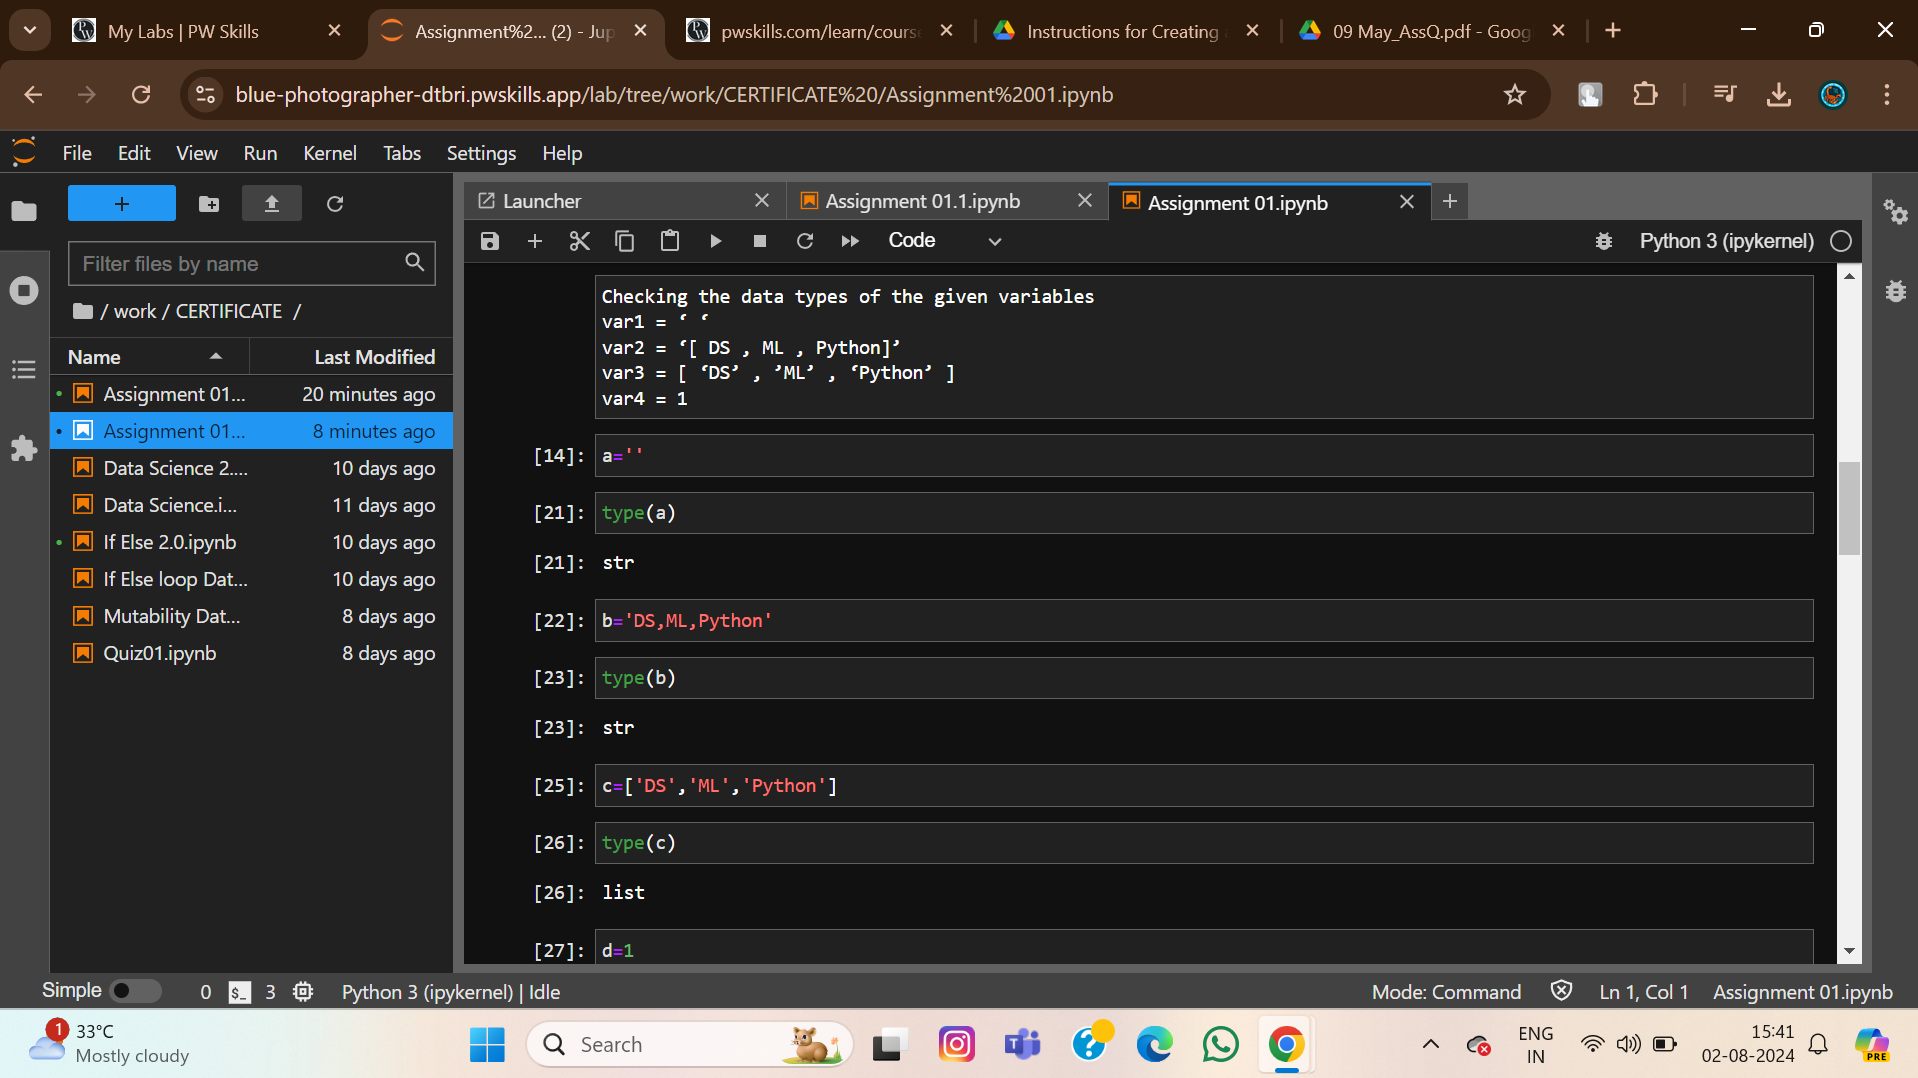 My Labs | PW Skills
Assignment%2... (2) - Jup
pwskills.com/learn/cours
Instructions for Creating
09 May_AssQ.pdf - Goog
blue-photographer-dtbri.pwskills.app/lab/tree/work/CERTIFICATE%20/Assignment%2001.ipynb
File Edit View Run Kernel Tabs Settings Help
Launcher
Assignment 01.1.ipynb
Assignment 01.ipynb
Code
Python 3 (ipykernel)
Filter files by name
/ work / CERTIFICATE /
Name Last Modified
Assignment 01... 20 minutes ago
Assignment 01... 8 minutes ago
Data Science 2.... 10 days ago
Data Science.i... 11 days ago
If Else 2.0.ipynb 10 days ago
If Else loop Dat... 10 days ago
Mutability Dat... 8 days ago
Quiz01.ipynb 8 days ago
Checking the data types of the given variables
var1 = ‘ ‘
var2 = ‘[ DS , ML , Python]’
var3 = [ ‘DS’ , ’ML’ , ‘Python’ ]
var4 = 1
[14]: a=''
[21]: type(a)
[21]: str
[22]: b='DS,ML,Python'
[23]: type(b)
[23]: str
[25]: c=['DS','ML','Python']
[26]: type(c)
[26]: list
[27]: d=1
Simple 0 $_ 3 Python 3 (ipykernel) | Idle
Mode: Command Ln 1, Col 1 Assignment 01.ipynb
1
33°C
Mostly cloudy
Search
PRE
ENG
IN
15:41
02-08-2024